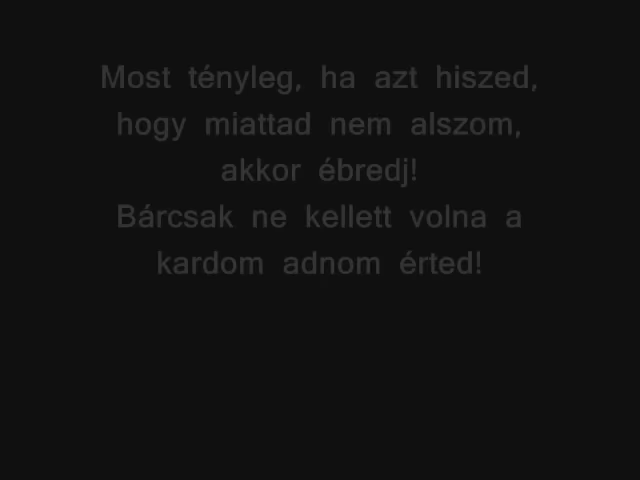 Most tényleg, ha azt hiszed,
hogy miattad nem alszom,
akkor ébredj!
Bárcsak ne kellett volna a
kardom adnom érted!